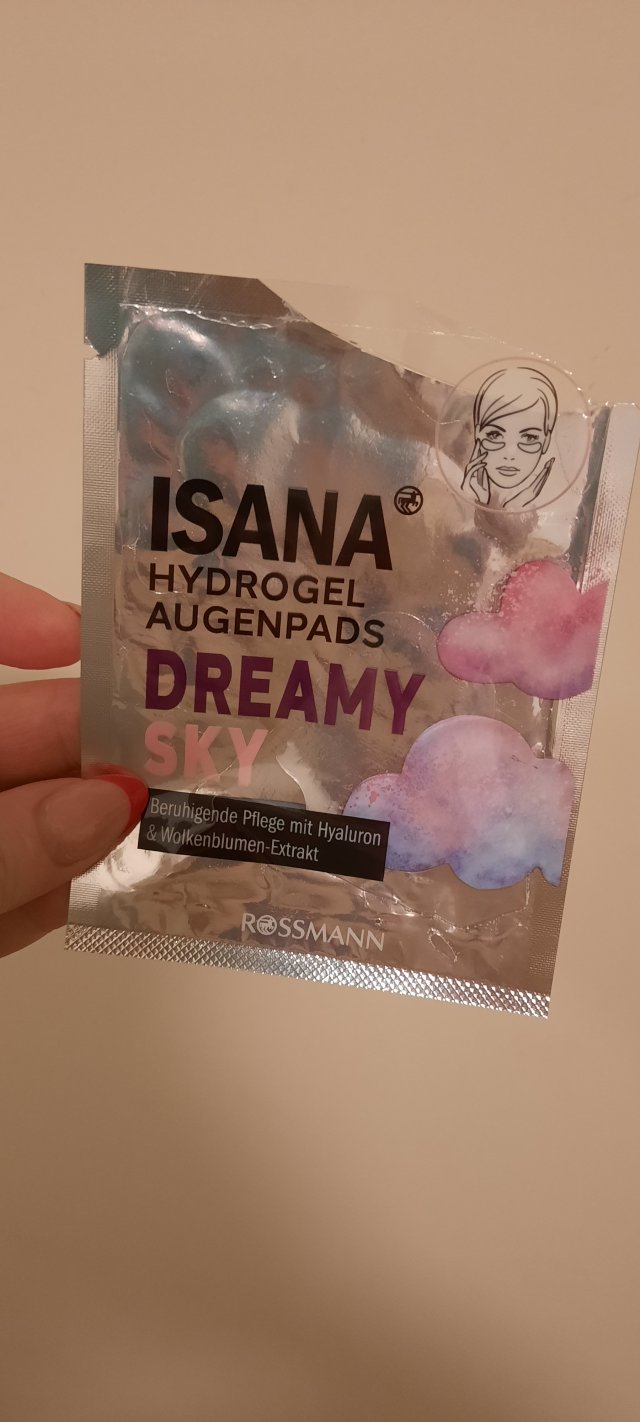 ISANA
HYDROGEL
AUGENPADS
DREAMY
SKY
Beruhigende Pflege mit Hyaluron
& Wolkenblumen-Extrakt
ROSSMANN